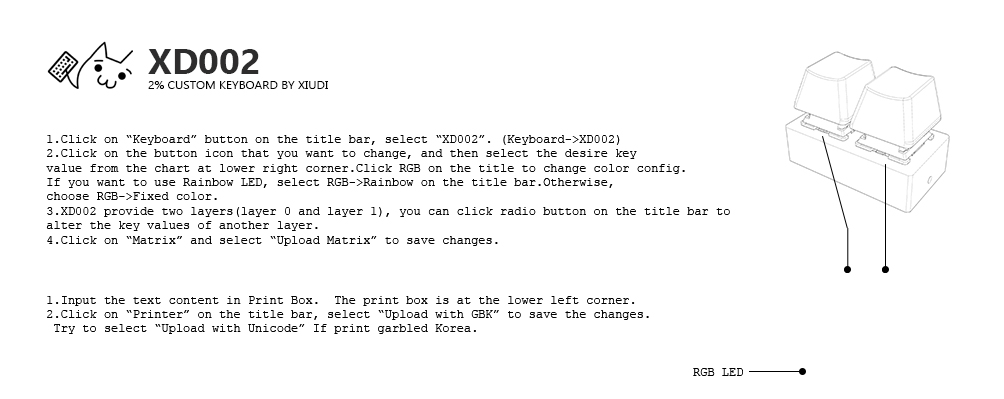 XD002
2% CUSTOM KEYBOARD BY XIUDI
1.Click on “Keyboard” button on the title bar, select “XD002”. (Keyboard->XD002)
2.Click on the button icon that you want to change, and then select the desire key
value from the chart at lower right corner.Click RGB on the title to change color config.
If you want to use Rainbow LED, select RGB->Rainbow on the title bar.Otherwise,
choose RGB->Fixed color.
3.XD002 provide two layers(layer 0 and layer 1), you can click radio button on the title bar to
alter the key values of another layer.
4.Click on “Matrix” and select “Upload Matrix” to save changes.
1.Input the text content in Print Box.  The print box is at the lower left corner.
2.Click on “Printer” on the title bar, select “Upload with GBK” to save the changes.
Try to select “Upload with Unicode” If print garbled Korea.
RGB LED